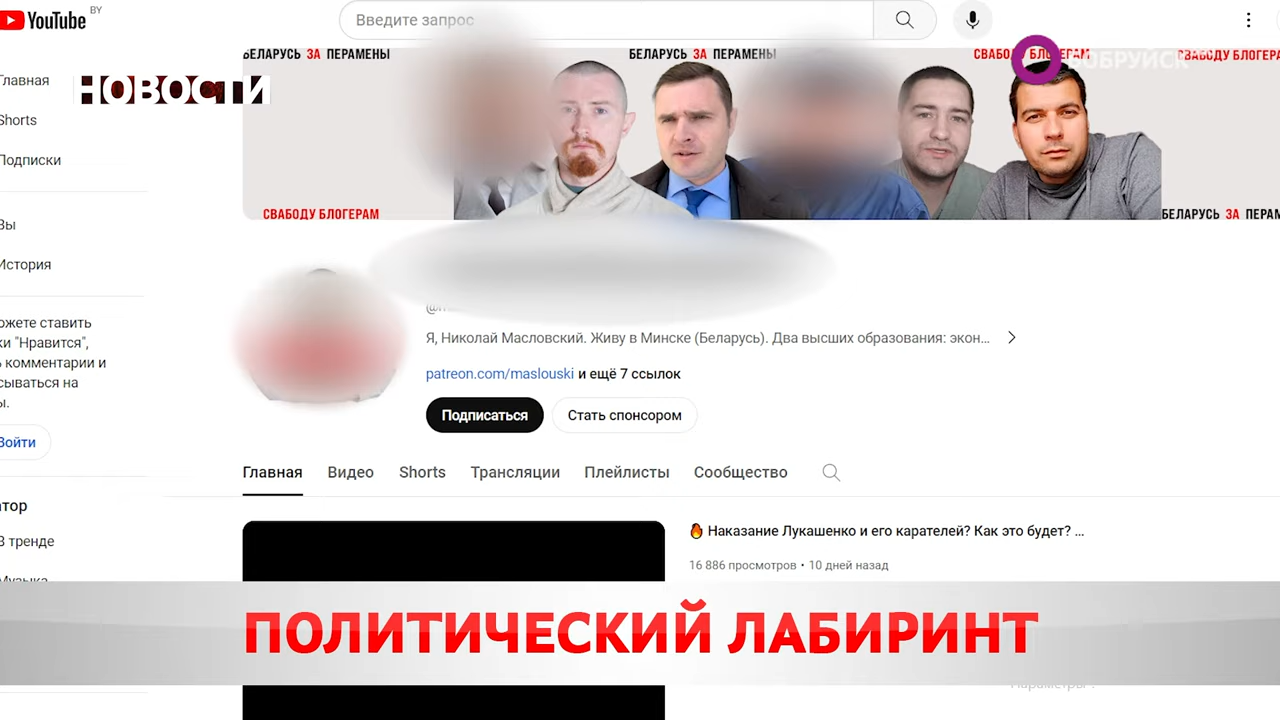 YouTube BY
Введите запрос
БЕЛАРУСЬ ЗА ПЕРАМЕНЫ
БЕЛАРУСЬ ЗА ПЕРАМЕНЫ
СВАБОДУ БЛОГЕРАМ
СВАБОДУ БЛОГЕРА
БОБРУЙСК
Главная
НОВОСТИ
Shorts
Подписки
СВАБОДУ БЛОГЕРАМ
БЕЛАРУСЬ ЗА ПЕРАМ
Вы
История
ожете ставить
ки "Нравится",
ь комментарии и
сываться на
ы.
Войти
Я, Николай Масловский. Живу в Минске (Беларусь). Два высших образования: экон...
patreon.com/maslouski и ещё 7 ссылок
Подписаться
Стать спонсором
Главная Видео Shorts Трансляции Плейлисты Сообщество
атор
В тренде
Музыка
🔥 Наказание Лукашенко и его карателей? Как это будет? ...
16 886 просмотров • 10 дней назад
ПОЛИТИЧЕСКИЙ ЛАБИРИНТ